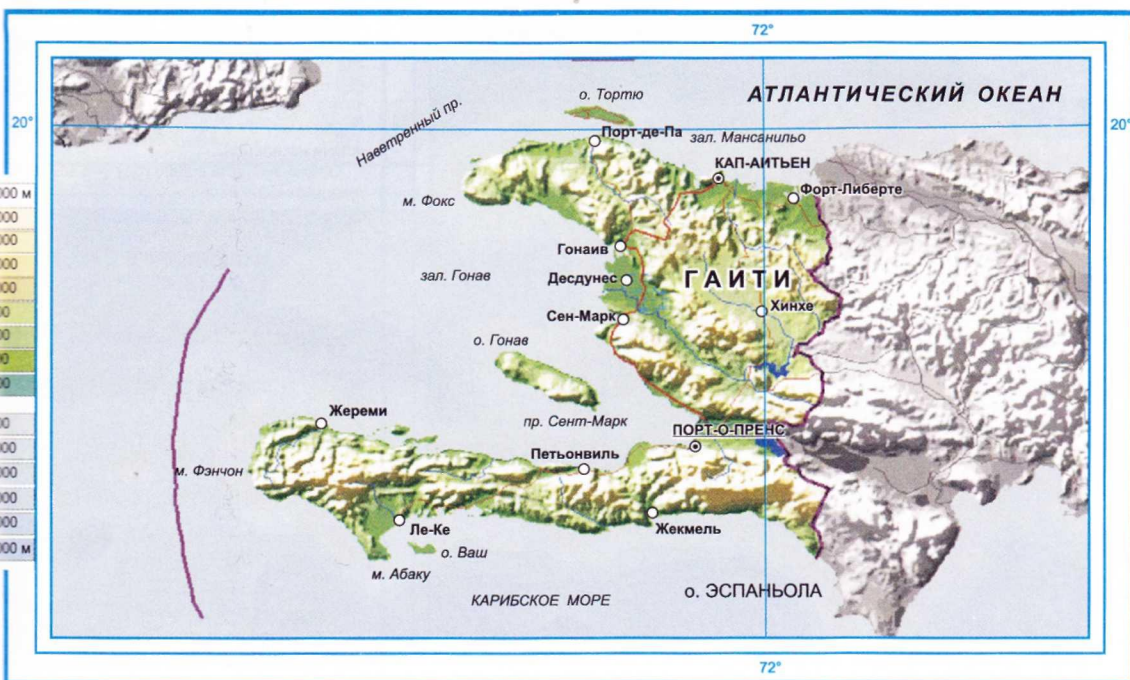 72°
АТЛАНТИЧЕСКИЙ ОКЕАН
о. Тортю
20°
20°
Наветренный пр.
Порт-де-Па
зал. Мансанильо
КАП-АИТЬЕН
Форт-Либерте
м. Фокс
Гонаив
зал. Гонав
Десдунес
ГАИТИ
Хинхе
Сен-Марк
о. Гонав
Жереми
пр. Сент-Марк
ПОРТ-О-ПРЕНС
Петьонвиль
м. Фэнчон
Ле-Ке
Жекмель
о. Ваш
м. Абаку
о. ЭСПАНЬОЛА
КАРИБСКОЕ МОРЕ
72°